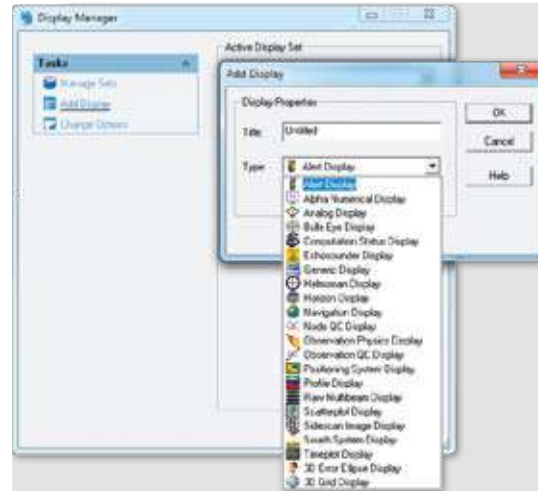 Display Manager
Tasks
Manage Sets
Add Display
Change Options
Active Display Set
Add Display
Display Properties
Title:
Untitled
Type:
Alert Display
OK
Cancel
Help
Alert Display
Alpha Numerical Display
Analog Display
Bulls Eye Display
Computation Status Display
Echosounder Display
Generic Display
Helmsman Display
Horizon Display
Navigation Display
Node QC Display
Observation Physics Display
Observation QC Display
Positioning System Display
Profile Display
Raw Multibeam Display
Scatterplot Display
Sidescan Image Display
Swath System Display
Timeplot Display
3D Error Ellipse Display
3D Grid Display